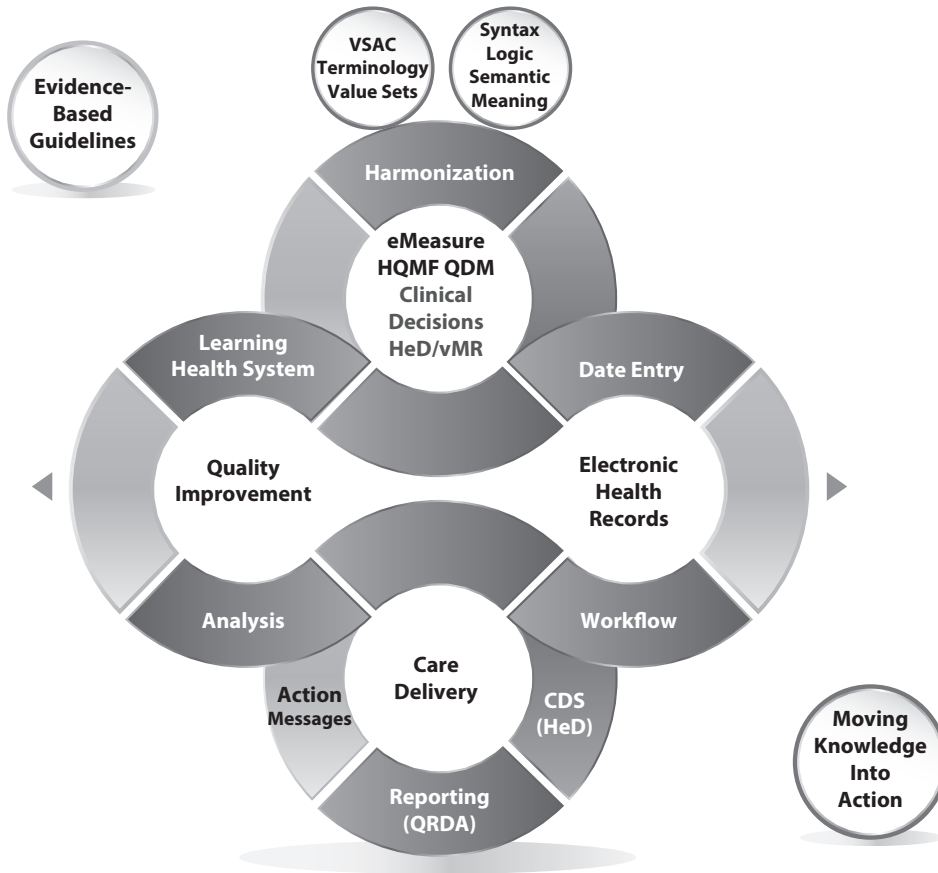 VSAC
Terminology
Value Sets
Syntax
Logic
Semantic
Meaning
Evidence-
Based
Guidelines
Harmonization
eMeasure
HQMF QDM
Clinical
Decisions
HeD/vMR
Learning
Health System
Date Entry
Quality
Improvement
Electronic
Health
Records
Analysis
Workflow
Care
Delivery
Action
Messages
CDS
(HeD)
Reporting
(QRDA)
Moving
Knowledge
Into
Action